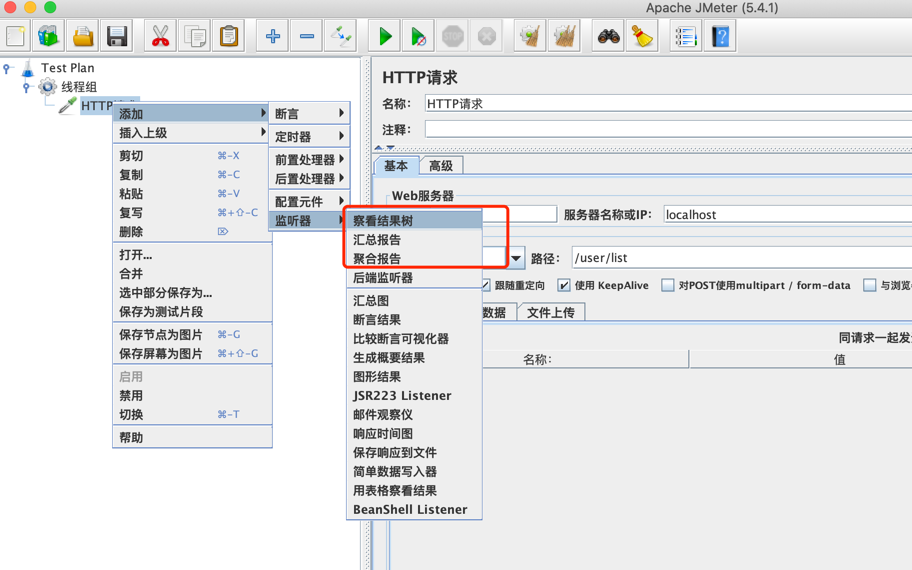 Apache JMeter (5.4.1)
STOP
Test Plan
线程组
HTTP请求
添加
插入上级
剪切 ⌘-X
复制 ⌘-C
粘贴 ⌘-V
复写 ⌘+⇧-C
删除 ⌦
打开...
合并
选中部分保存为...
保存为测试片段
保存节点为图片 ⌘-G
保存屏幕为图片 ⌘+⇧-G
启用
禁用
切换 ⌘-T
帮助
断言
定时器
前置处理器
后置处理器
配置元件
监听器
察看结果树
汇总报告
聚合报告
后端监听器
汇总图
断言结果
比较断言可视化器
生成概要结果
图形结果
JSR223 Listener
邮件观察仪
响应时间图
保存响应到文件
简单数据写入器
用表格察看结果
BeanShell Listener
HTTP请求
名称: HTTP请求
注释:
基本 高级
Web服务器
服务器名称或IP: localhost
路径: /user/list
跟随重定向 使用 KeepAlive 对POST使用multipart / form-data 与浏览
数据 文件上传
同请求一起发
名称: 值